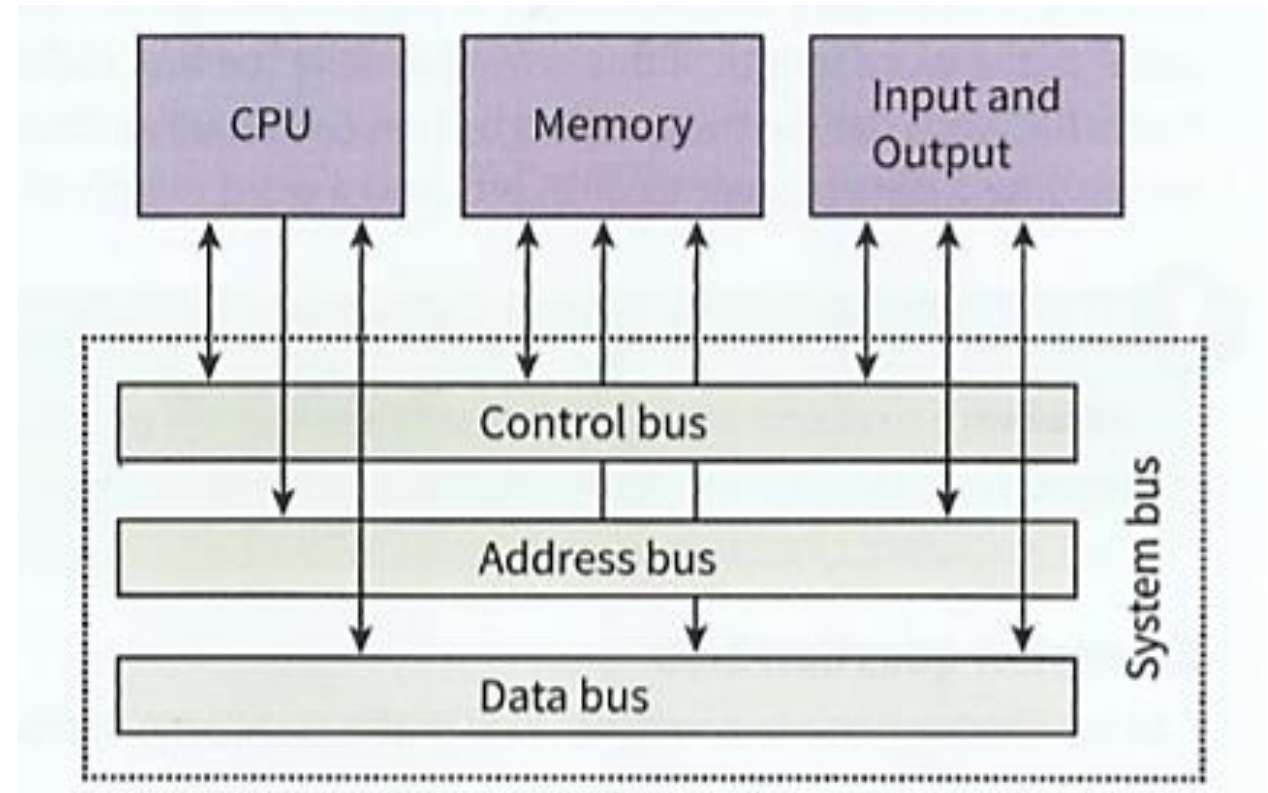 CPU
Memory
Input and
Output
Control bus
Address bus
Data bus
System bus